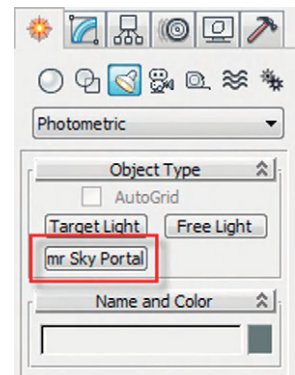 Photometric
Object Type
AutoGrid
Target Light Free Light
mr Sky Portal
Name and Color